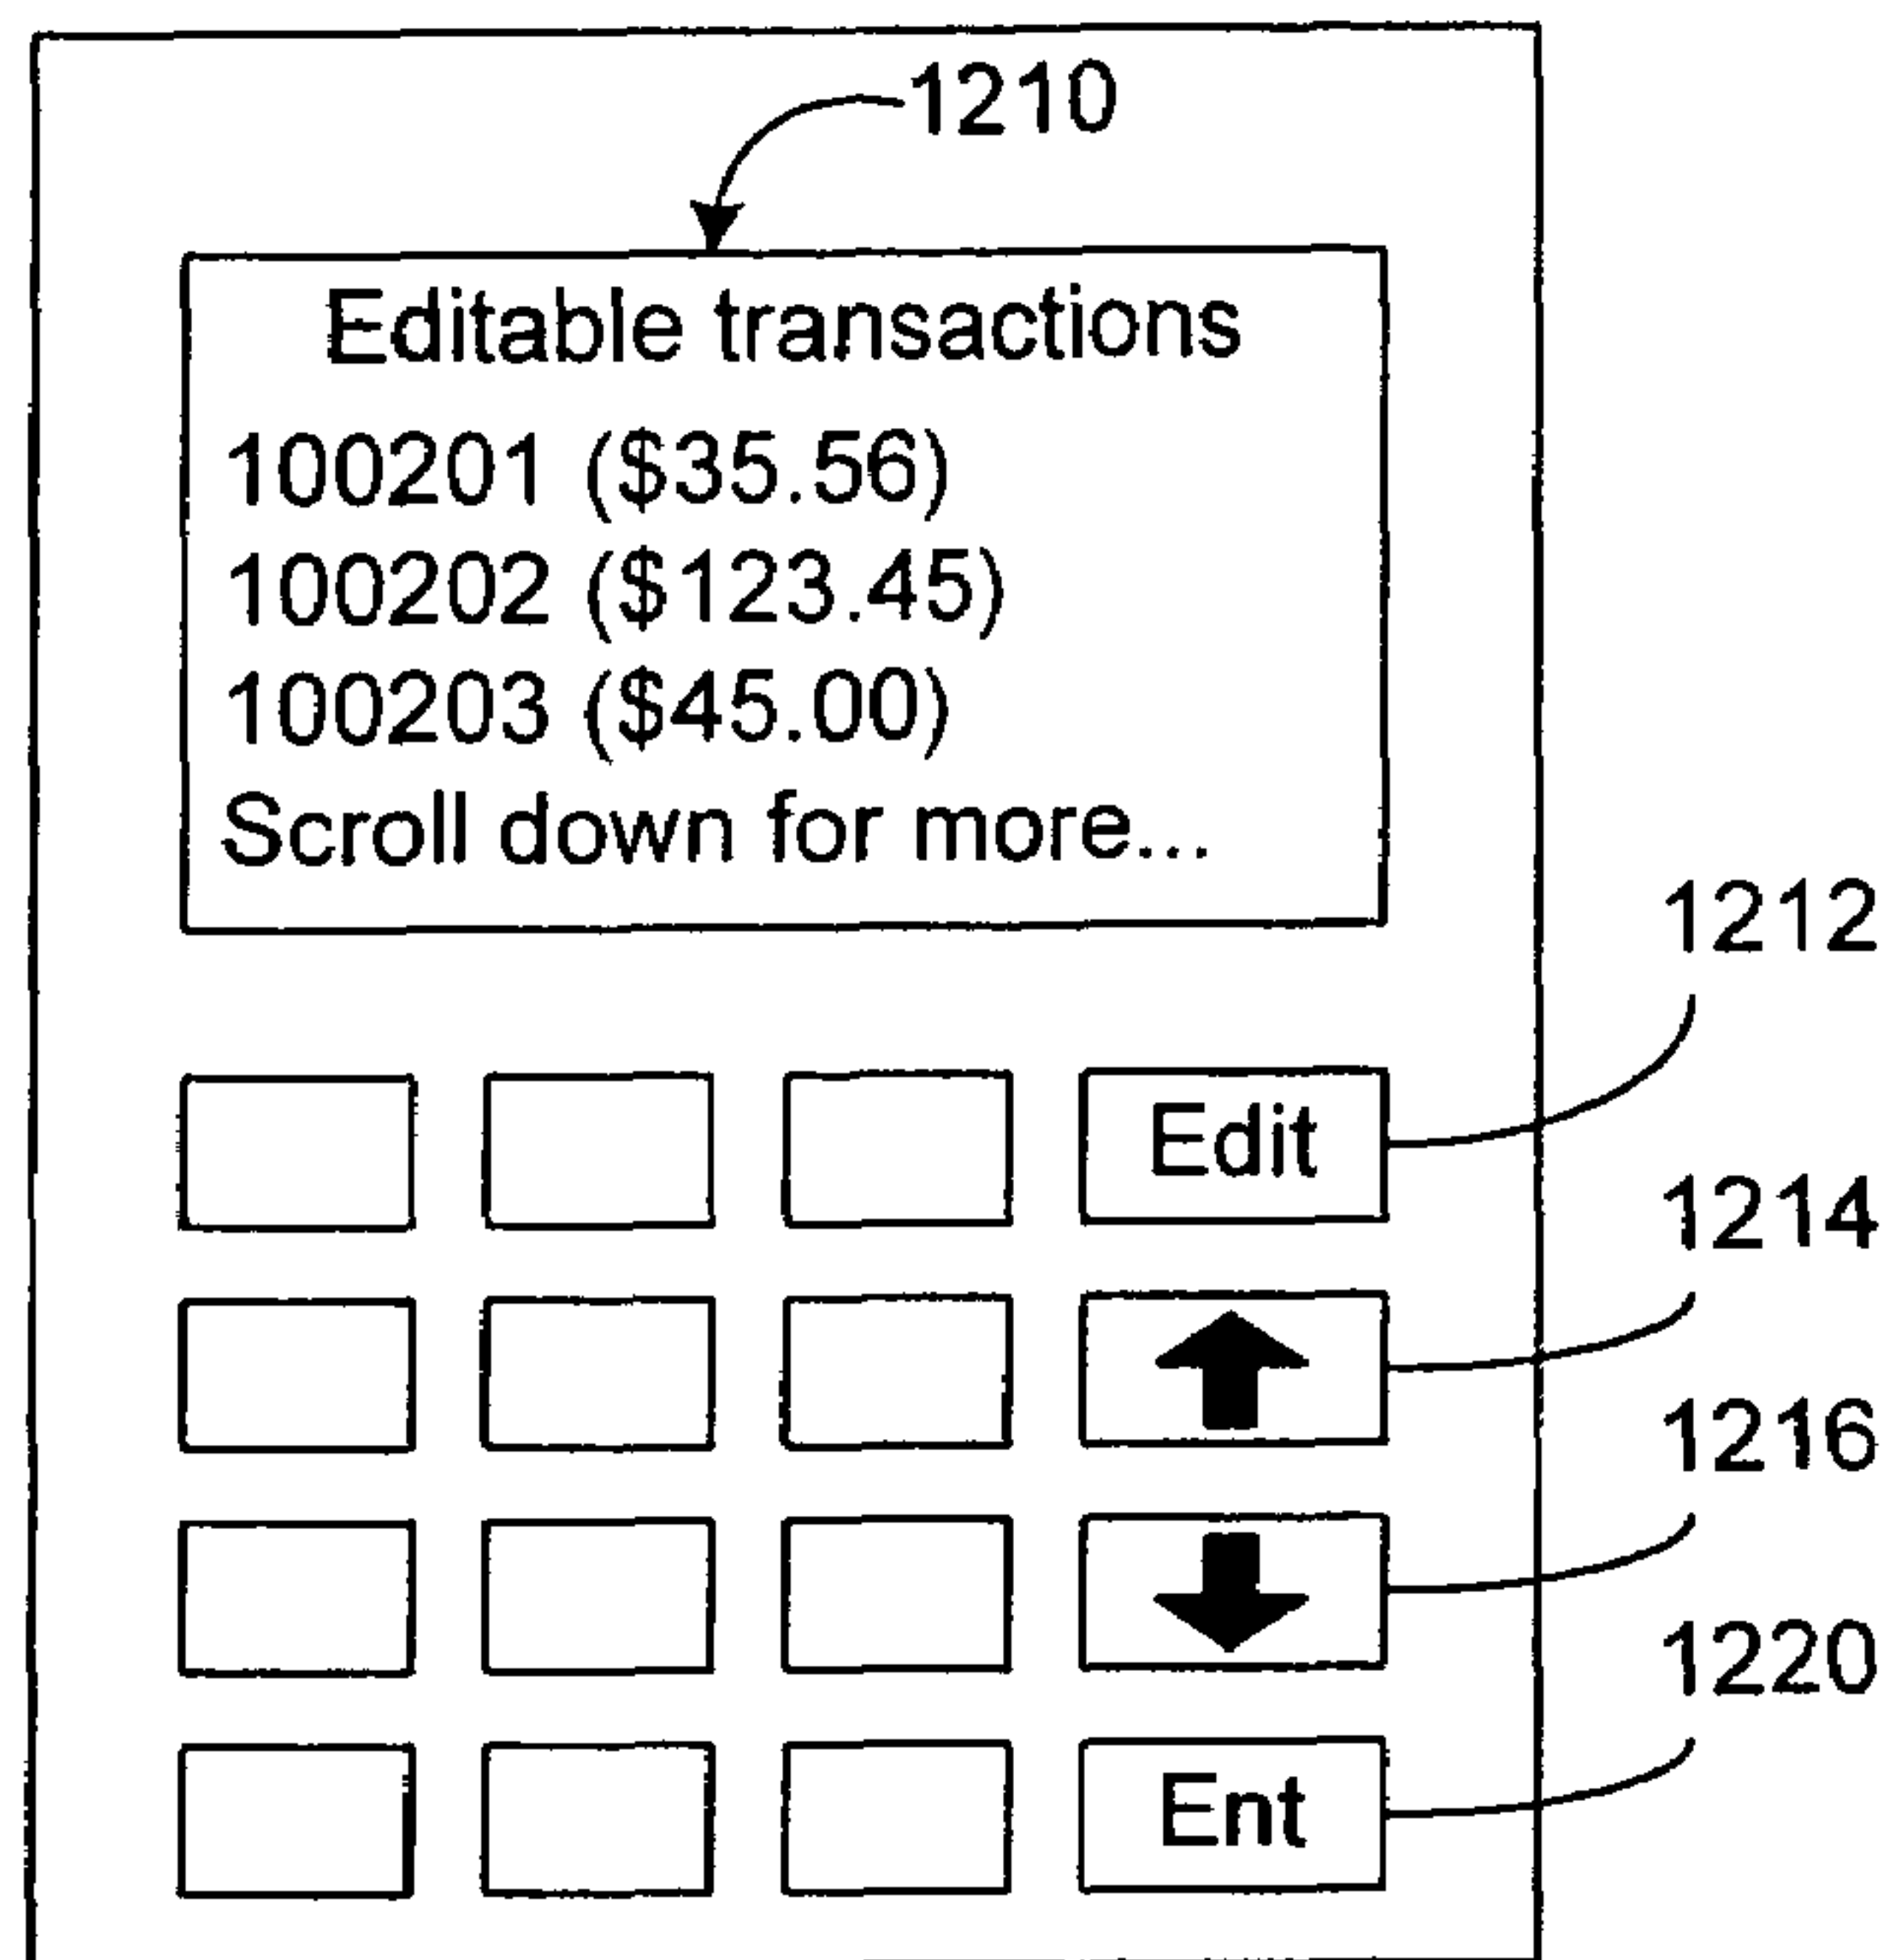 1210
Editable transactions
100201 ($35.56)
100202 ($123.45)
100203 ($45.00)
Scroll down for more...
1212
Edit
1214
1216
1220
Ent